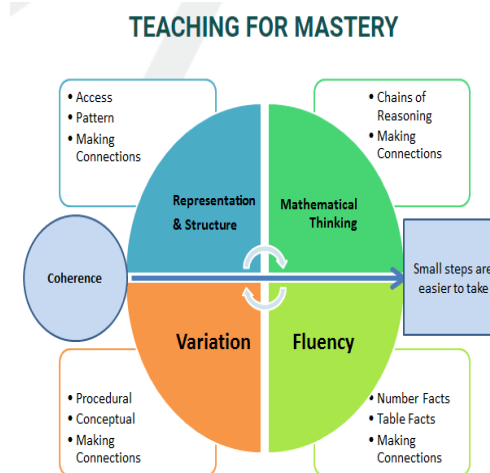 TEACHING FOR MASTERY
• Access
• Pattern
• Making
Connections
• Chains of
Reasoning
• Making
Connections
Representation
& Structure
Mathematical
Thinking
Coherence
Small steps are
easier to take
Variation
Fluency
• Procedural
• Conceptual
• Making
Connections
• Number Facts
• Table Facts
• Making
Connections